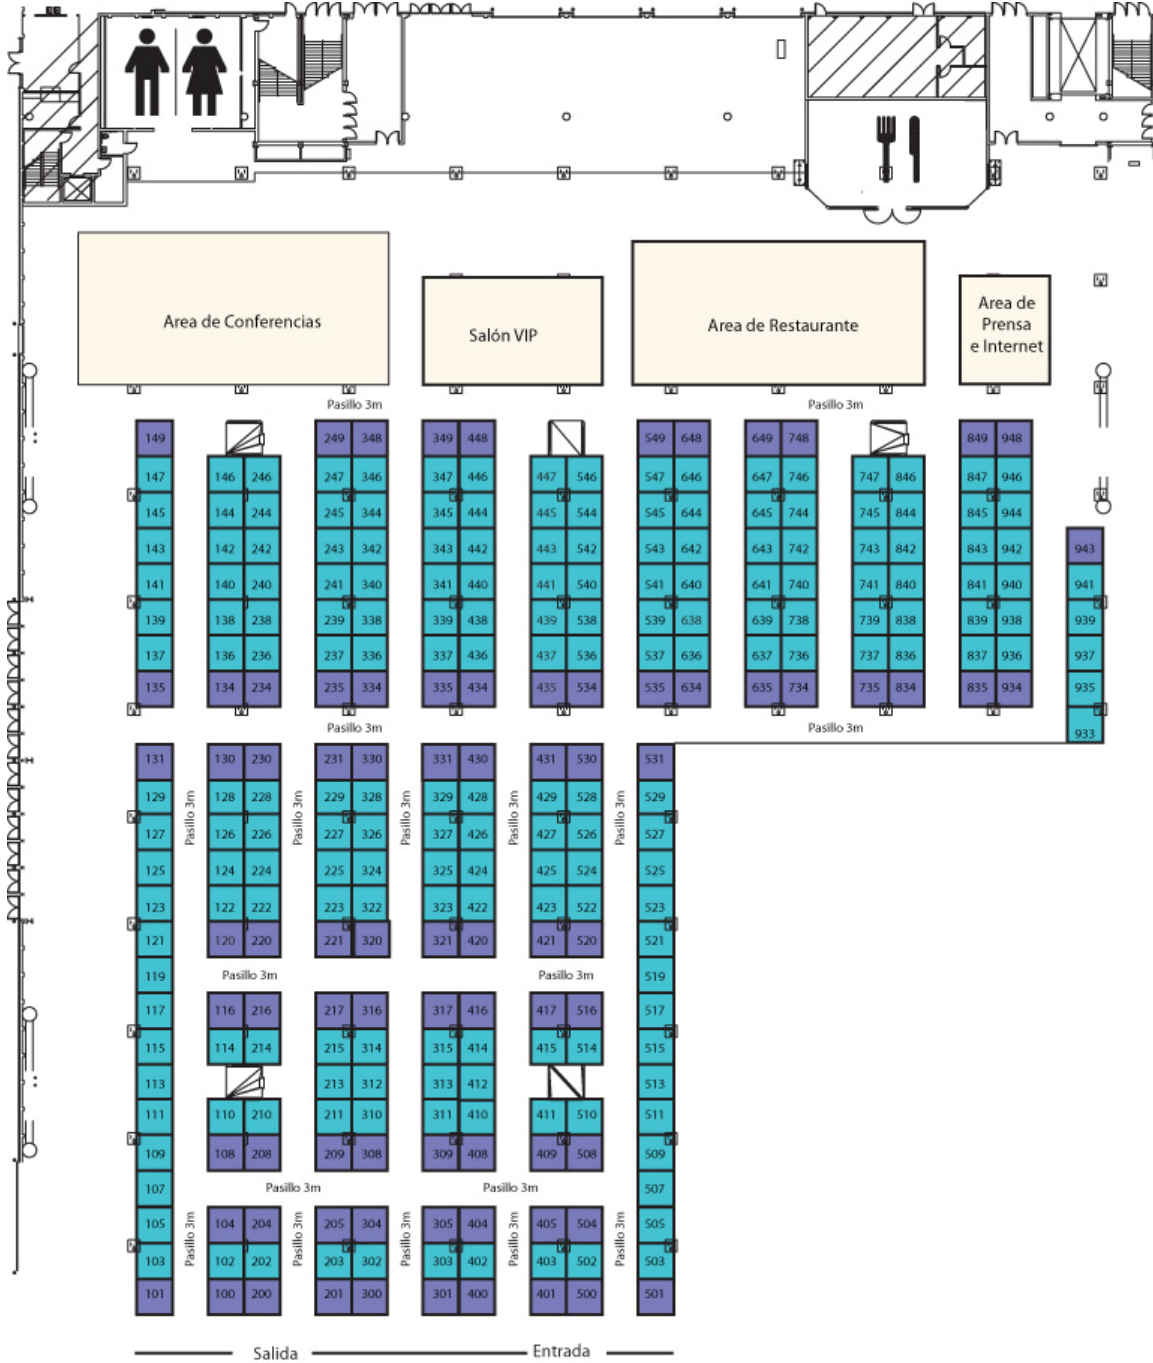 Area de Conferencias
Salón VIP
Area de Restaurante
Area de
Prensa
e Internet
Pasillo 3m
Pasillo 3m
149 249 348 349 448 549 648 649 748 849 948
147 146 246 247 346 347 446 447 546 547 646 647 746 747 846 847 946
145 144 244 245 344 345 444 445 544 545 644 645 744 745 844 845 944
143 142 242 243 342 343 442 443 542 543 642 643 742 743 842 843 942 943
141 140 240 241 340 341 440 441 540 541 640 641 740 741 840 841 940 941
139 138 238 239 338 339 438 439 538 539 638 639 738 739 838 839 938 939
137 136 236 237 336 337 436 437 536 537 636 637 736 737 836 837 936 937
135 134 234 235 334 335 434 435 534 535 634 635 734 735 834 835 934 935
Pasillo 3m
Pasillo 3m
933
131 130 230 231 330 331 430 431 530 531
129 128 228 229 328 329 428 429 528 529
Pasillo 3m
Pasillo 3m
Pasillo 3m
Pasillo 3m
Pasillo 3m
127 126 226 227 326 327 426 427 526 527
125 124 224 225 324 325 424 425 524 525
123 122 222 223 322 323 422 423 522 523
121 120 220 221 320 321 420 421 520 521
Pasillo 3m
Pasillo 3m
119 519
117 116 216 217 316 317 416 417 516 517
115 114 214 215 314 315 414 415 514 515
113 213 312 313 412 513
111 110 210 211 310 311 410 411 510 511
109 108 208 209 308 309 408 409 508 509
Pasillo 3m
Pasillo 3m
107 507
105 104 204 205 304 305 404 405 504 505
Pasillo 3m
Pasillo 3m
Pasillo 3m
Pasillo 3m
Pasillo 3m
103 102 202 203 302 303 402 403 502 503
101 100 200 201 300 301 400 401 500 501
Salida
Entrada